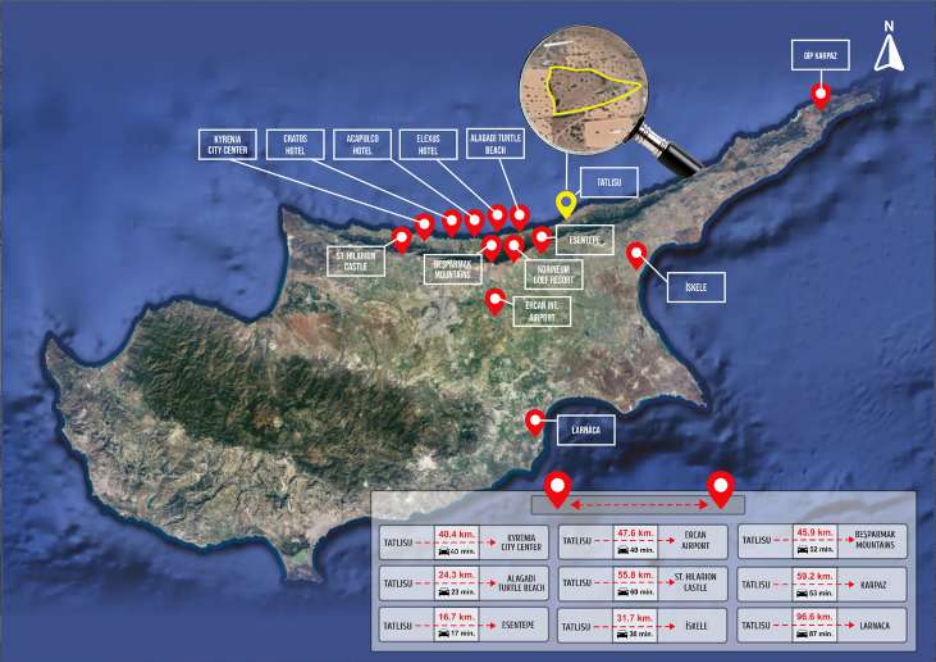 N
DİP KARPAZ
KYRENIA
CITY CENTER
CRATOS
HOTEL
ACAPULCO
HOTEL
ELEXUS
HOTEL
ALAGADI TURTLE
BEACH
TATLISU
ST. HILARION
CASTLE
BEŞPARMAK
MOUNTAINS
ESENTEPE
KORINEUM
GOLF RESORT
İSKELE
ERCAN INT.
AIRPORT
LARNACA
TATLISU 40.4 km. KYRENIA
CITY CENTER
40 min.
TATLISU 47.6 km. ERCAN
AIRPORT
40 min.
TATLISU 45.9 km. BEŞPARMAK
MOUNTAINS
52 min.
TATLISU 24.3 km. ALAGADI
TURTLE BEACH
23 min.
TATLISU 55.8 km. ST. HILARION
CASTLE
60 min.
TATLISU 59.2 km. KARPAZ
63 min.
TATLISU 16.7 km. ESENTEPE
17 min.
TATLISU 31.7 km. İSKELE
36 min.
TATLISU 96.6 km. LARNACA
87 min.